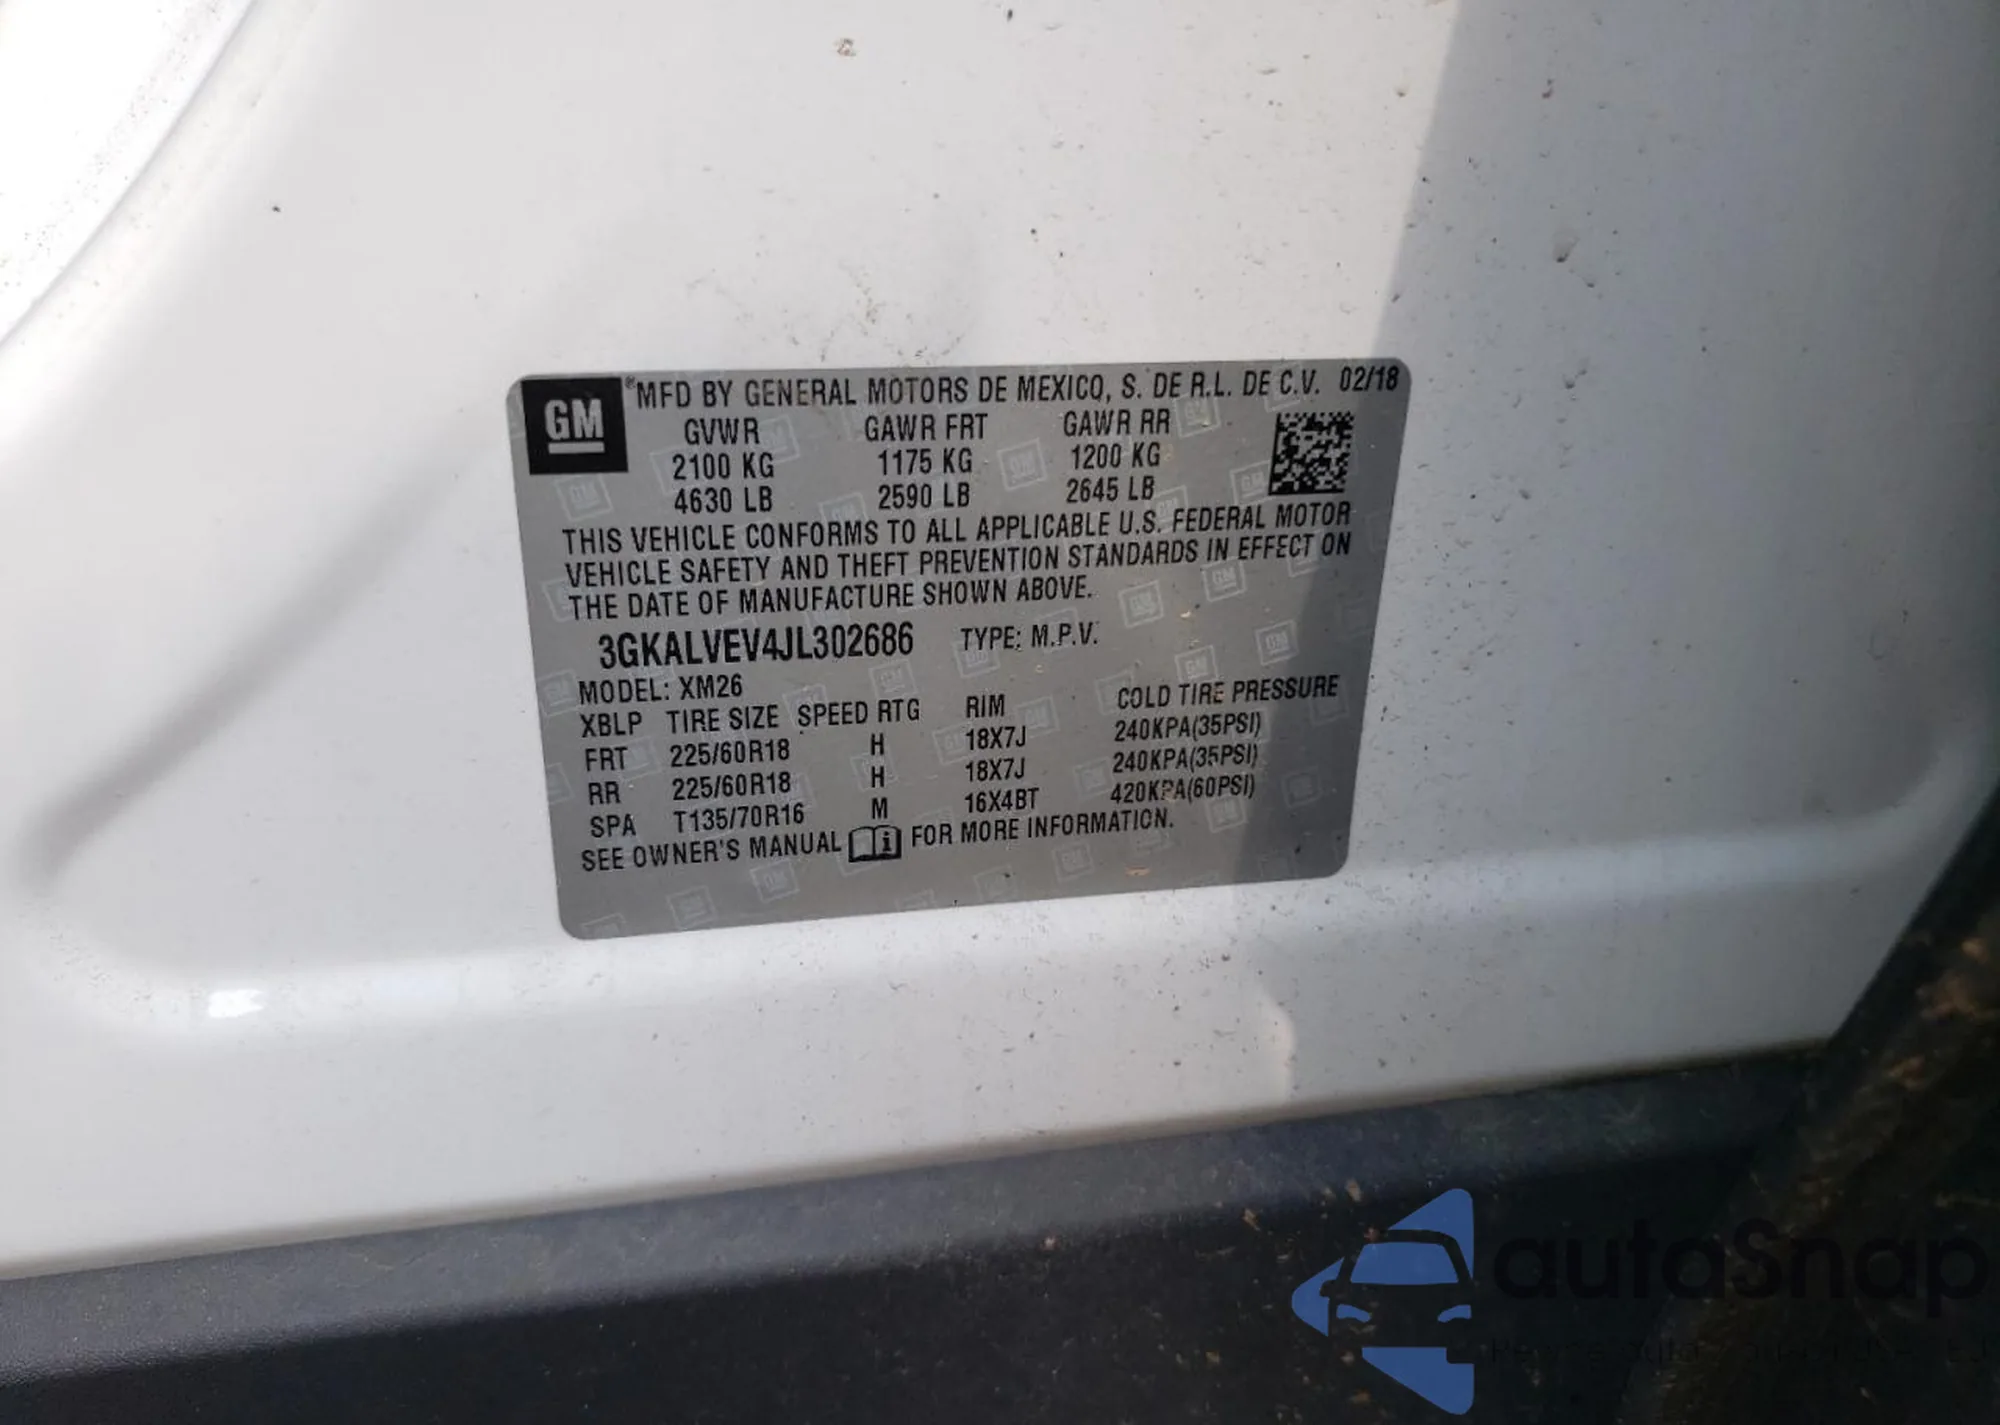 GM ®MFD BY GENERAL MOTORS DE MEXICO, S. DE R.L. DE C.V. 02/18
GVWR GAWR FRT GAWR RR
2100 KG 1175 KG 1200 KG
4630 LB 2590 LB 2645 LB
THIS VEHICLE CONFORMS TO ALL APPLICABLE U.S. FEDERAL MOTOR
VEHICLE SAFETY AND THEFT PREVENTION STANDARDS IN EFFECT ON
THE DATE OF MANUFACTURE SHOWN ABOVE.
3GKALVEV4JL302686 TYPE: M.P.V.
MODEL: XM26
XBLP TIRE SIZE SPEED RTG RIM COLD TIRE PRESSURE
FRT 225/60R18 H 18X7J 240KPA(35PSI)
RR 225/60R18 H 18X7J 240KPA(35PSI)
SPA T135/70R16 M 16X4BT 420KPA(60PSI)
SEE OWNER'S MANUAL FOR MORE INFORMATION.
autoSnap